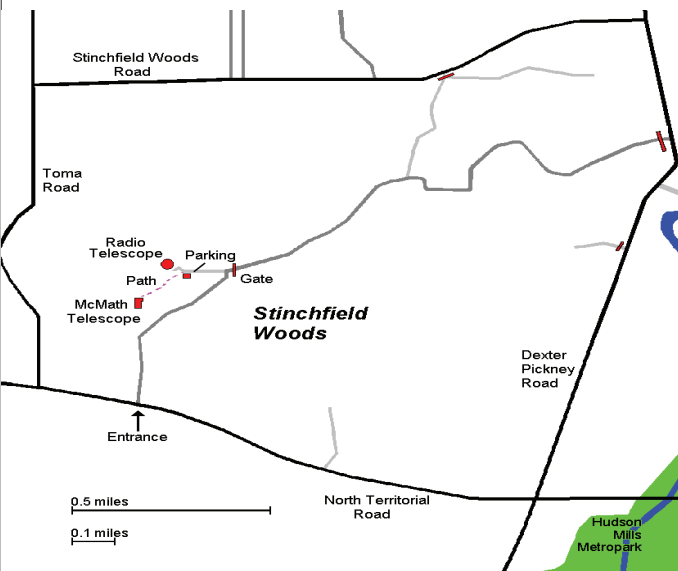 Stinchfield Woods
Road
Toma
Road
Radio
Telescope
Parking
Path
Gate
McMath
Telescope
Stinchfield
Woods
Dexter
Pickney
Road
Entrance
0.5 miles
North Territorial
Road
0.1 miles
Hudson
Mills
Metropark